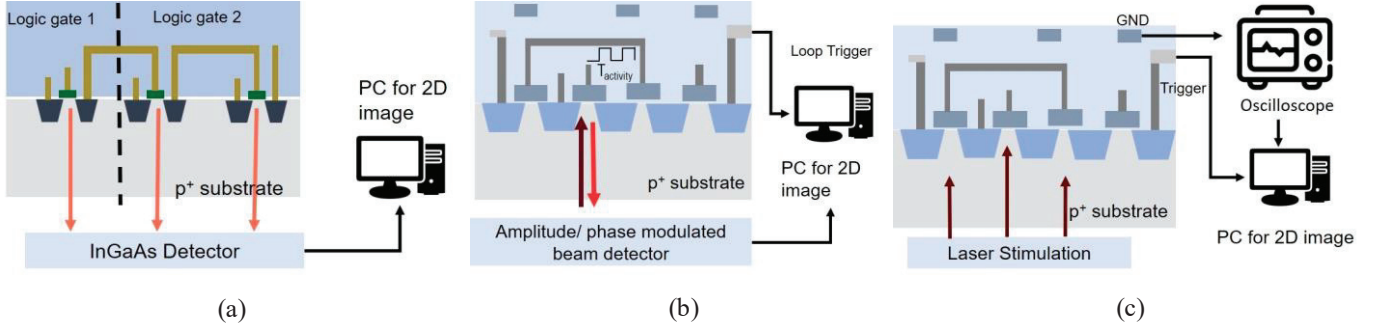 Logic gate 1
Logic gate 2
PC for 2D
image
p⁺ substrate
InGaAs Detector
(a)
T_activity
Loop Trigger
PC for 2D
image
p⁺ substrate
Amplitude/ phase modulated
beam detector
(b)
GND
Trigger
Oscilloscope
p⁺ substrate
PC for 2D image
Laser Stimulation
(c)